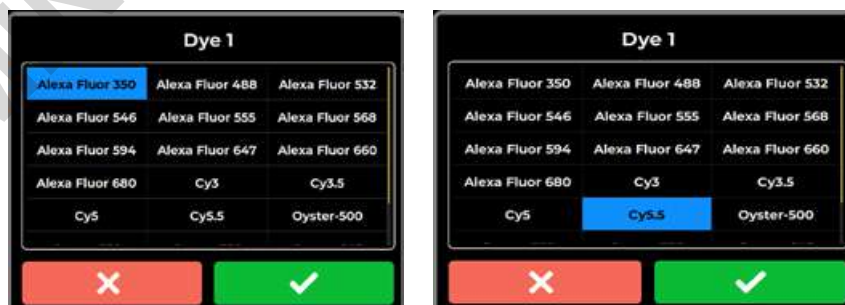 Dye 1
Alexa Fluor 350 Alexa Fluor 488 Alexa Fluor 532
Alexa Fluor 546 Alexa Fluor 555 Alexa Fluor 568
Alexa Fluor 594 Alexa Fluor 647 Alexa Fluor 660
Alexa Fluor 680 Cy3 Cy3.5
Cy5 Cy5.5 Oyster-500
Dye 1
Alexa Fluor 350 Alexa Fluor 488 Alexa Fluor 532
Alexa Fluor 546 Alexa Fluor 555 Alexa Fluor 568
Alexa Fluor 594 Alexa Fluor 647 Alexa Fluor 660
Alexa Fluor 680 Cy3 Cy3.5
Cy5 Cy5.5 Oyster-500